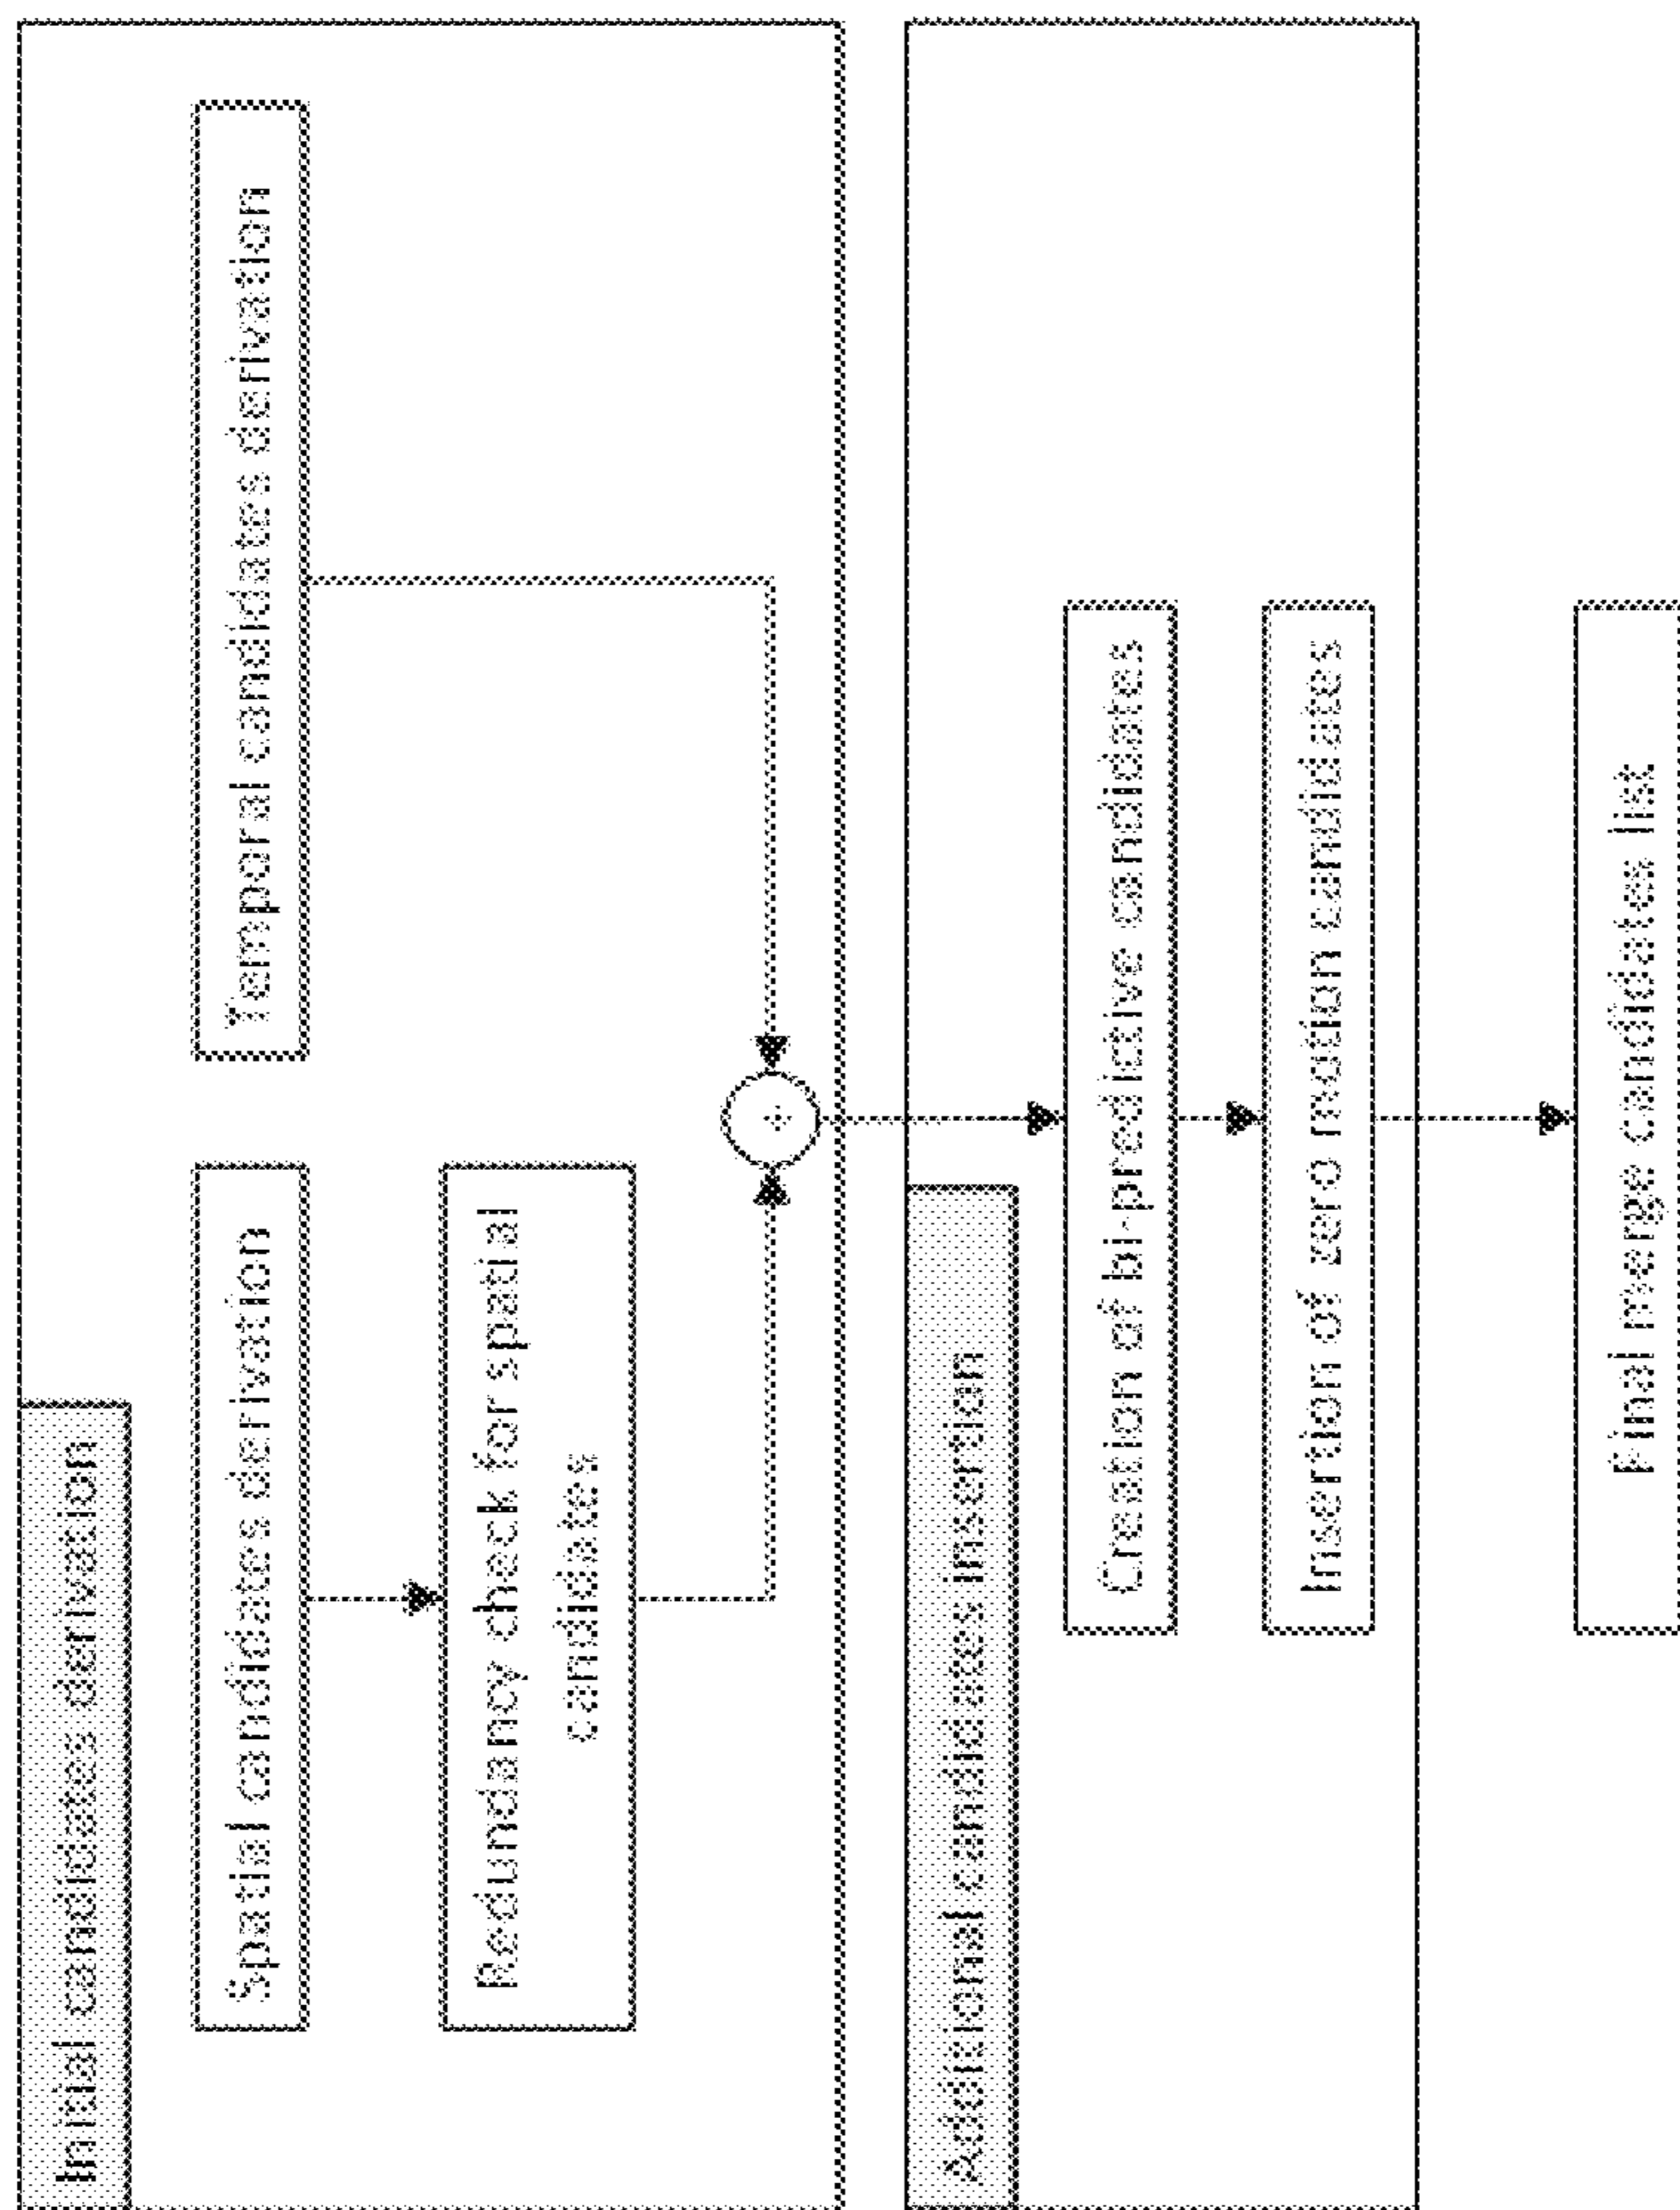 Initial candidates derivation
Spatial candidates derivation
Temporal candidates derivation
Redundancy check for spatial
candidates
+
Additional candidates insertion
Creation of bi-predictive candidates
Insertion of zero motion candidates
Final merge candidates list